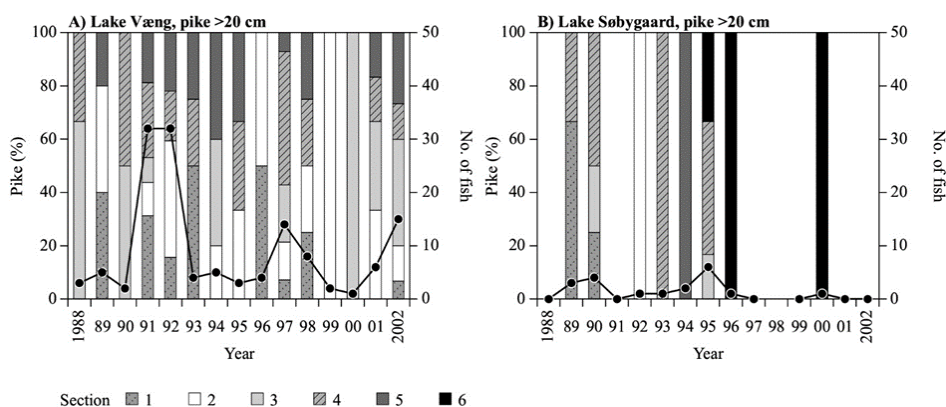 A) Lake Væng, pike >20 cm
100
80
60
40
20
0
Pike (%)
50
40
30
20
10
0
No. of fish
1988 89 90 91 92 93 94 95 96 97 98 99 00 01 2002
Year
B) Lake Søbygaard, pike >20 cm
100
80
60
40
20
0
Pike (%)
50
40
30
20
10
0
No. of fish
1988 89 90 91 92 93 94 95 96 97 98 99 00 01 2002
Year
Section 1 2 3 4 5 6